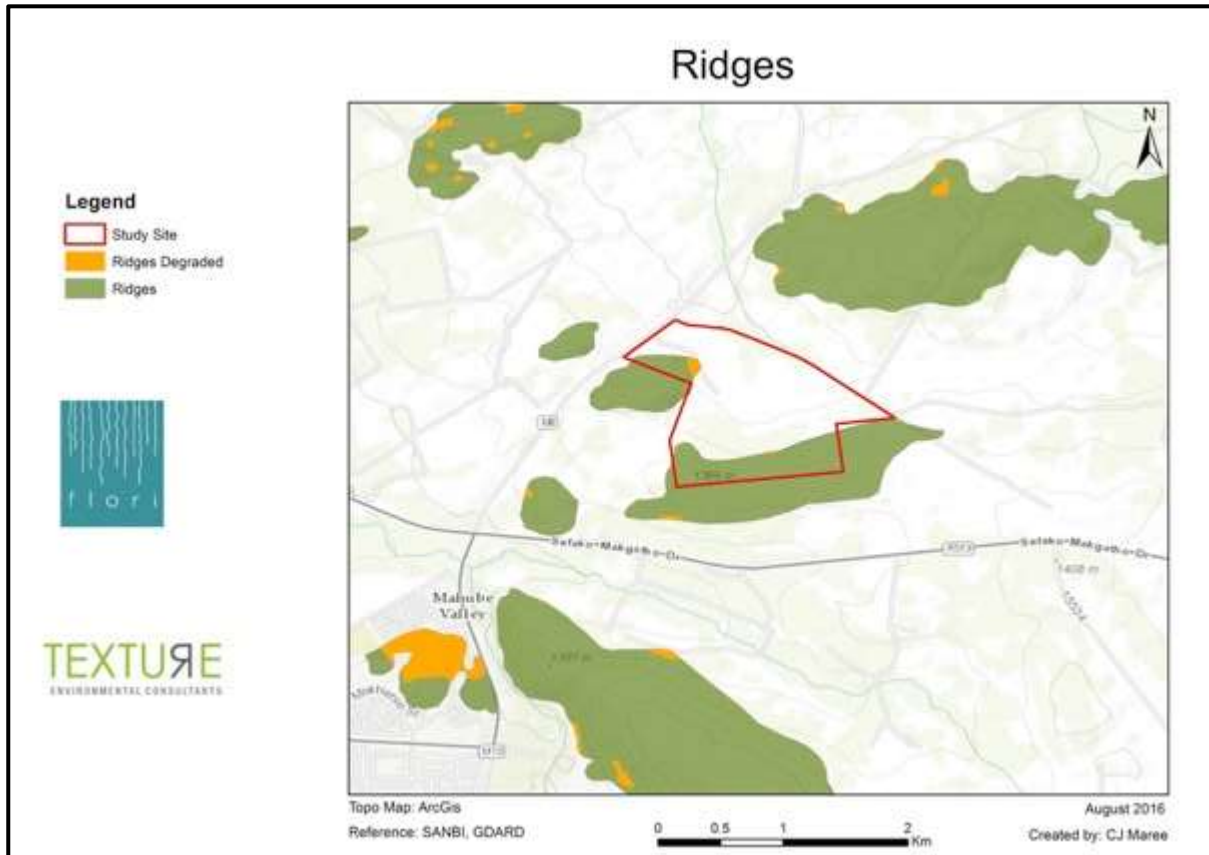 Ridges
N
Legend
Study Site
Ridges Degraded
Ridges
flori
TEXTUЯE
ENVIRONMENTAL CONSULTANTS
Sefako-Makgatho-Dr
Sefako-Makgatho-Dr
1408 m
Mahube
Valley
Topo Map: ArcGis
August 2016
Reference: SANBI, GDARD
0 0.5 1 2
Km
Created by: CJ Maree